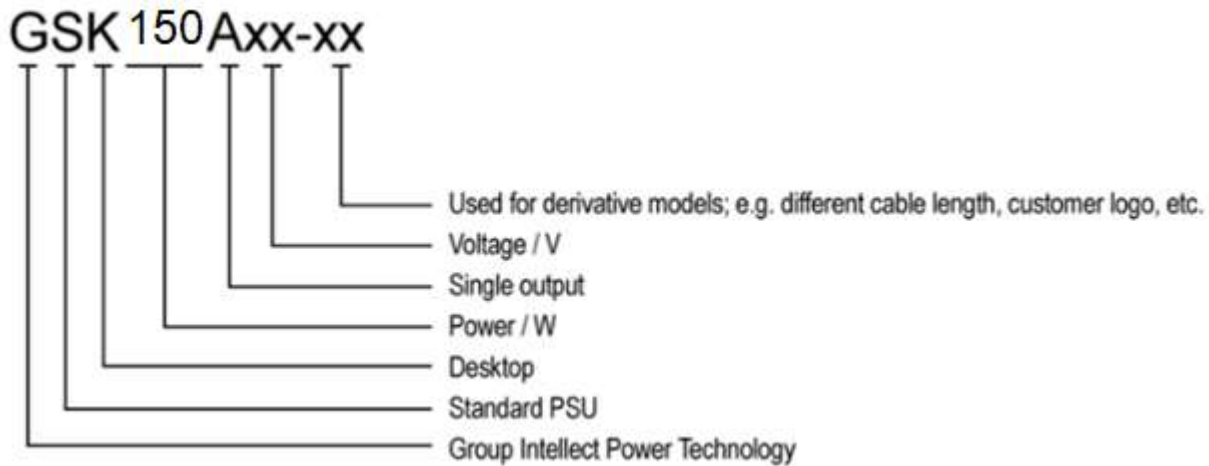 GSK150Axx-xx
Used for derivative models; e.g. different cable length, customer logo, etc.
Voltage / V
Single output
Power / W
Desktop
Standard PSU
Group Intellect Power Technology